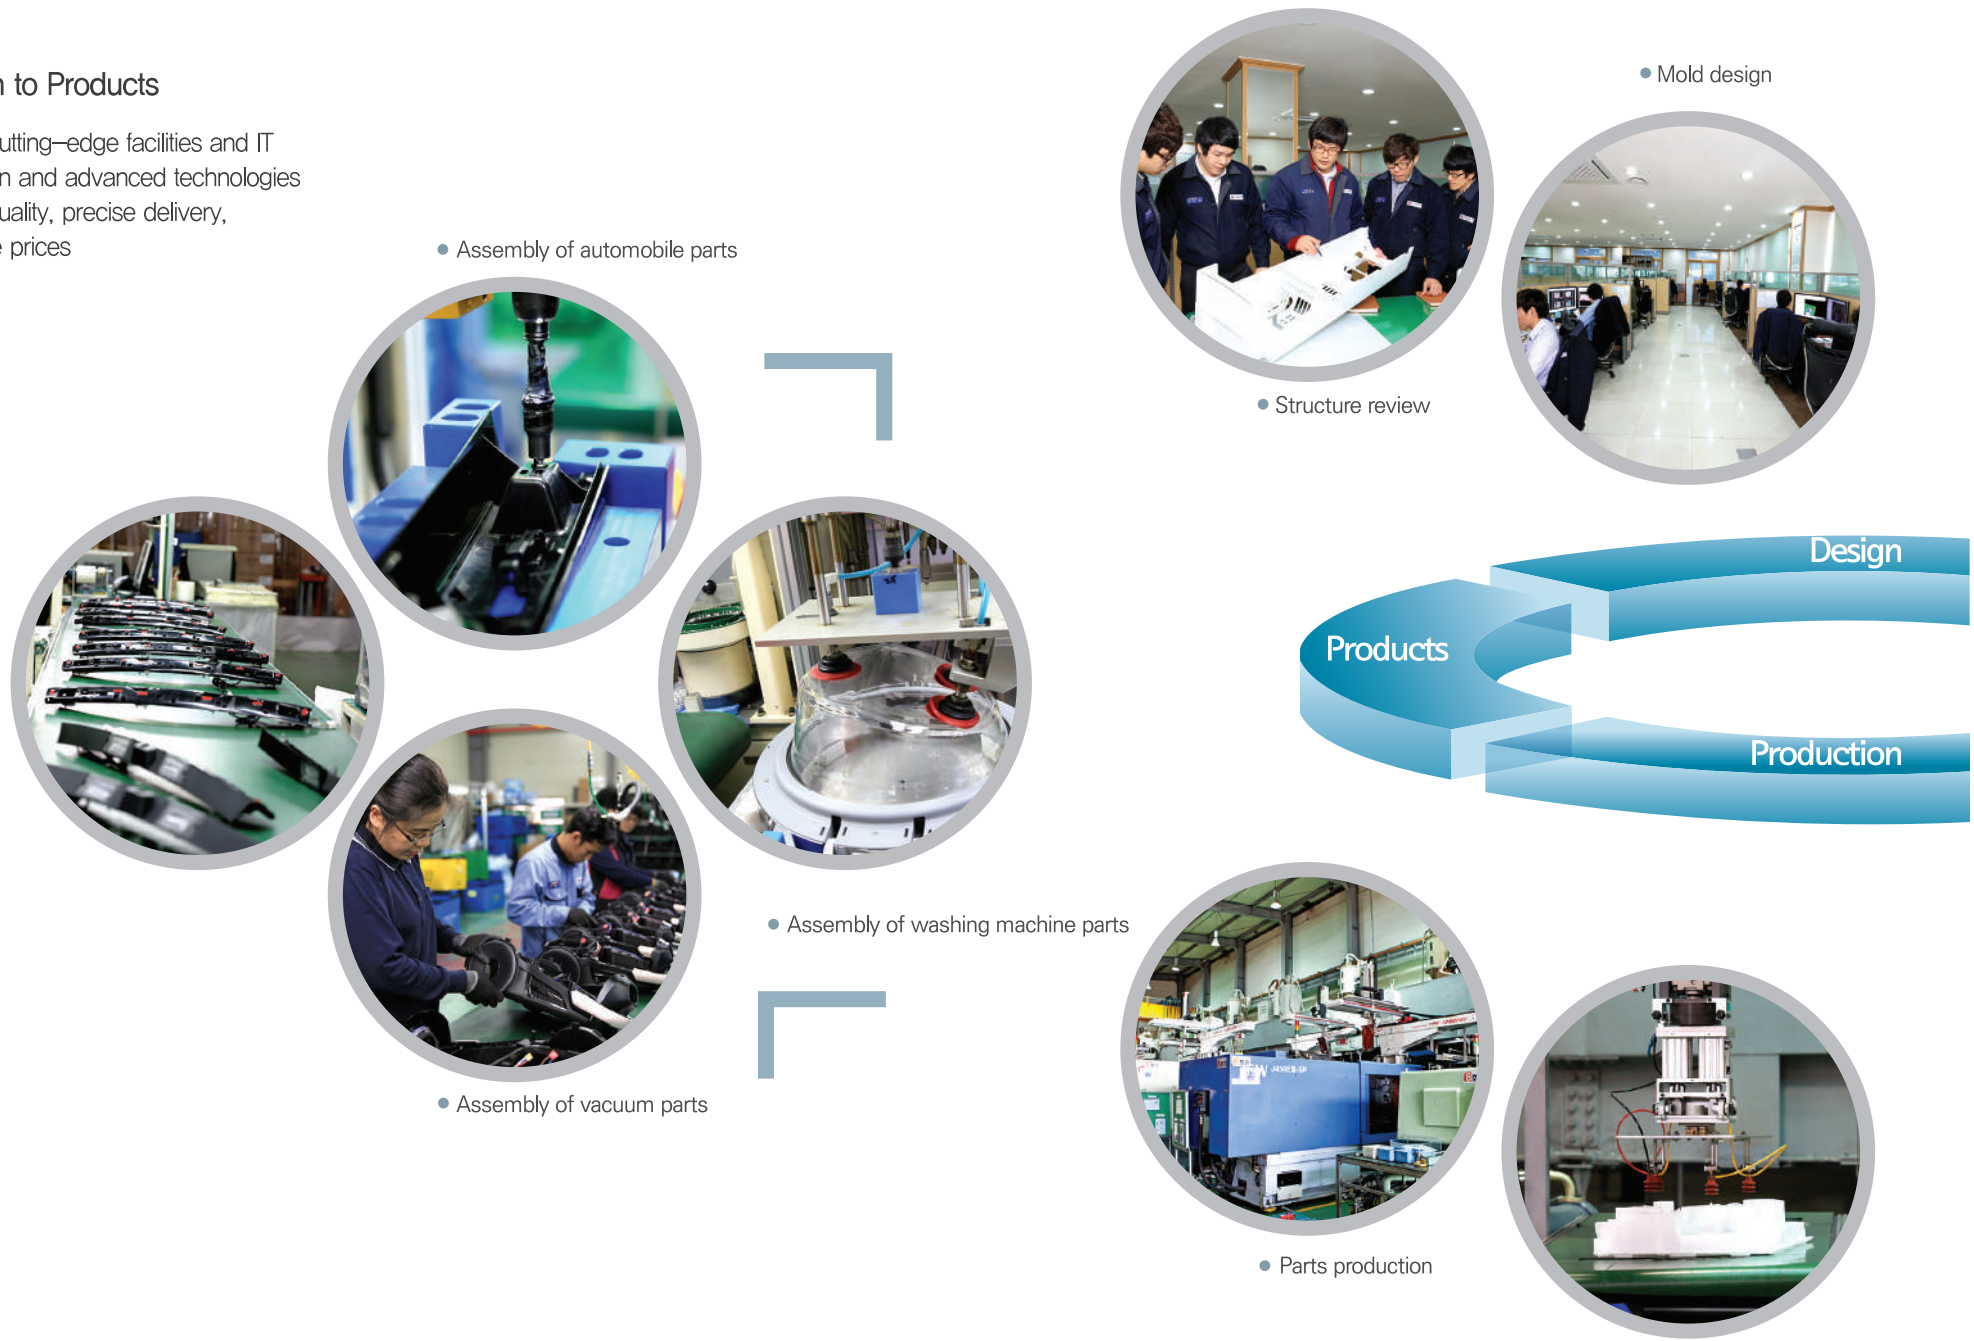 to Products
utting–edge facilities and IT
n and advanced technologies
uality, precise delivery,
e prices
Assembly of automobile parts
Assembly of washing machine parts
Assembly of vacuum parts
Mold design
Structure review
Design
Products
Production
Parts production